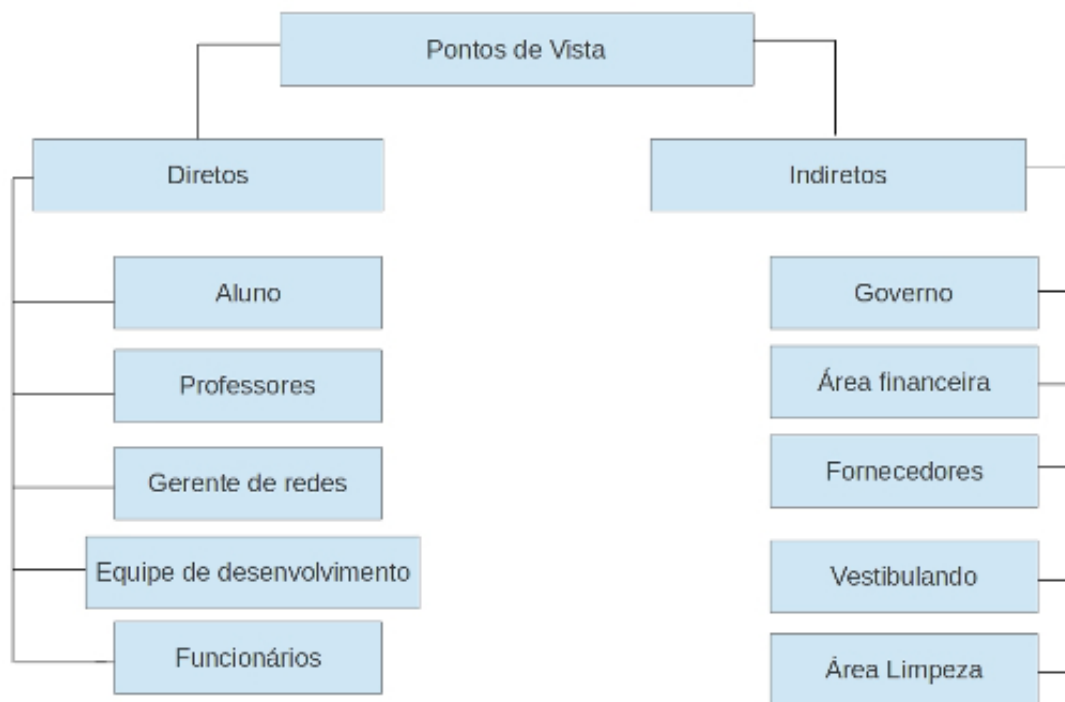 Pontos de Vista
Diretos
Indiretos
Aluno
Professores
Gerente de redes
Equipe de desenvolvimento
Funcionários
Governo
Área financeira
Fornecedores
Vestibulando
Área Limpeza